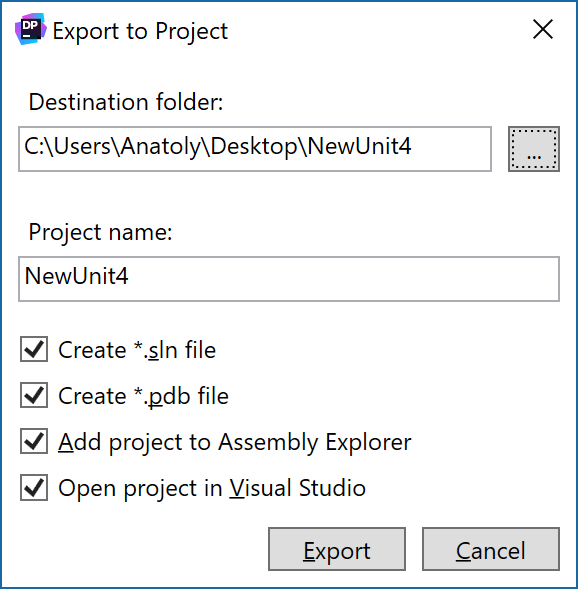 DP
Export to Project
Destination folder:
C:\Users\Anatoly\Desktop\NewUnit4
...
Project name:
NewUnit4
Create *.sln file
Create *.pdb file
Add project to Assembly Explorer
Open project in Visual Studio
Export
Cancel